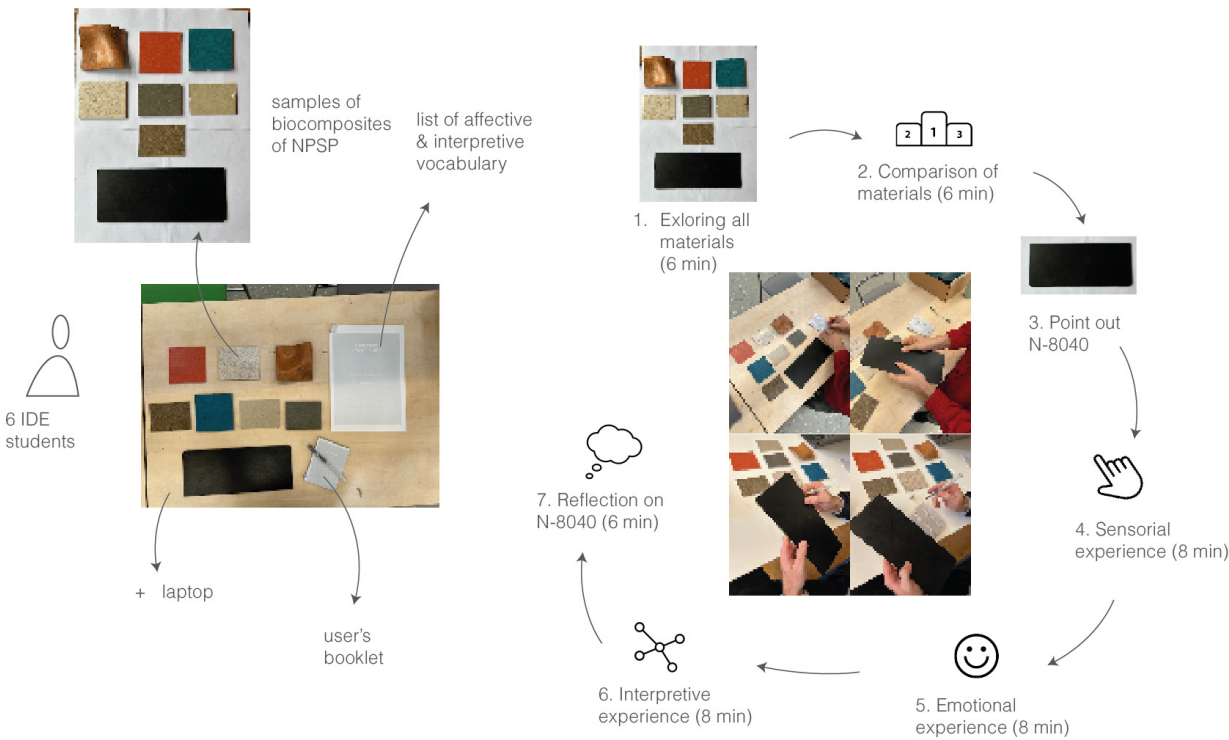 samples of
biocomposites
of NPSP
list of affective
& interpretive
vocabulary
6 IDE
students
+ laptop
user's
booklet
1. Exloring all
materials
(6 min)
2 1 3
2. Comparison of
materials (6 min)
3. Point out
N-8040
4. Sensorial
experience (8 min)
5. Emotional
experience (8 min)
6. Interpretive
experience (8 min)
7. Reflection on
N-8040 (6 min)